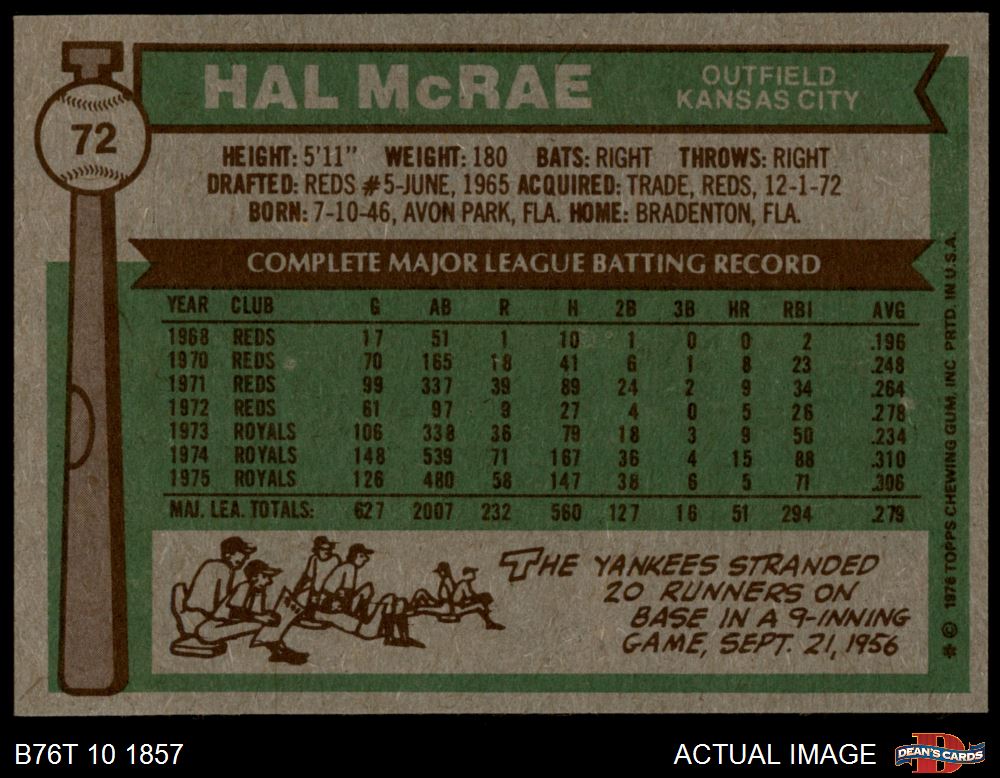 72
HAL McRAE
OUTFIELD
KANSAS CITY
HEIGHT: 5'11" WEIGHT: 180 BATS: RIGHT THROWS: RIGHT
DRAFTED: REDS #5-JUNE, 1965 ACQUIRED: TRADE, REDS, 12-1-72
BORN: 7-10-46, AVON PARK, FLA. HOME: BRADENTON, FLA.
COMPLETE MAJOR LEAGUE BATTING RECORD
YEAR CLUB G AB R H 2B 3B HR RBI AVG
1968 REDS 17 51 1 10 1 0 0 2 .196
1970 REDS 70 165 18 41 6 1 8 23 .248
1971 REDS 99 337 39 89 24 2 9 34 .264
1972 REDS 61 97 9 27 4 0 5 26 .278
1973 ROYALS 106 338 36 79 18 3 9 50 .234
1974 ROYALS 148 539 71 167 36 4 15 88 .310
1975 ROYALS 126 480 58 147 38 6 5 71 .306
MAJ. LEA. TOTALS: 627 2007 232 560 127 16 51 294 .279
THE YANKEES STRANDED
20 RUNNERS ON
BASE IN A 9-INNING
GAME, SEPT. 21, 1956
* © 1976 TOPPS CHEWING GUM, INC PRTD. IN U.S.A.
B76T 10 1857
ACTUAL IMAGE
DEAN'S CARDS